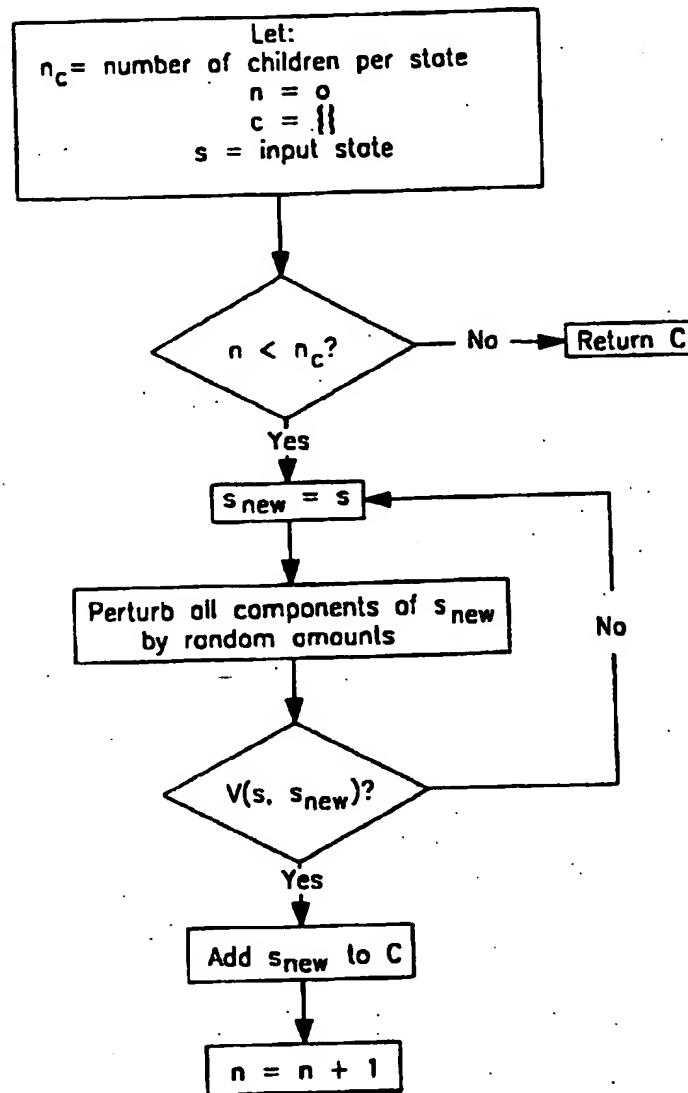 Let:
n_c= number of children per state
n = o
c = {}
s = input state
n < n_c?
No
Return C
Yes
s_new = s
Perturb all components of s_new
by random amounts
No
V(s, s_new)?
Yes
Add s_new to C
n = n + 1